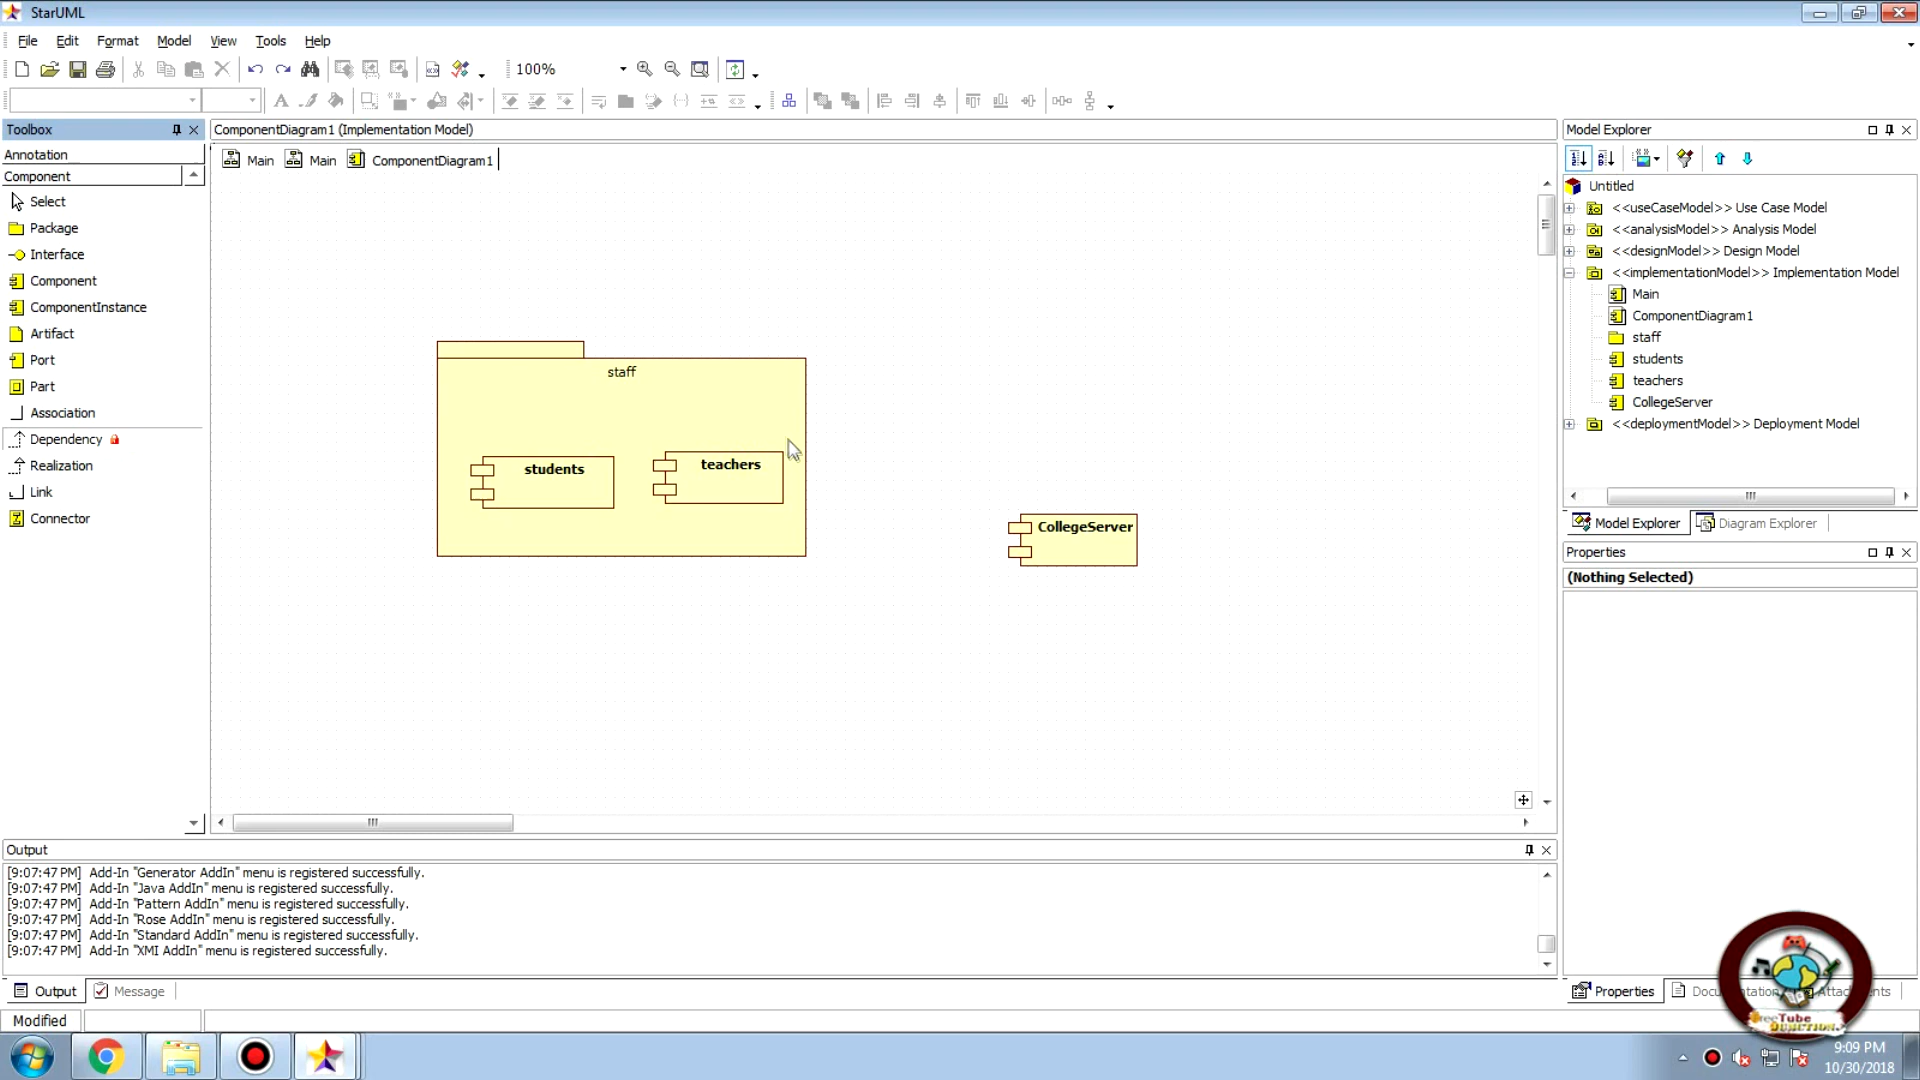 StarUML
File Edit Format Model View Tools Help
100%
Toolbox
ComponentDiagram1 (Implementation Model)
Model Explorer
Annotation
Main Main ComponentDiagram1
Component
Select
Package
Interface
Component
ComponentInstance
Artifact
Port
Part
Association
Dependency
Realization
Link
Connector
staff
students
teachers
CollegeServer
Untitled
<<useCaseModel>> Use Case Model
<<analysisModel>> Analysis Model
<<designModel>> Design Model
<<implementationModel>> Implementation Model
Main
ComponentDiagram1
staff
students
teachers
CollegeServer
<<deploymentModel>> Deployment Model
Model Explorer Diagram Explorer
Properties
(Nothing Selected)
Output
[9:07:47 PM] Add-In "Generator AddIn" menu is registered successfully.
[9:07:47 PM] Add-In "Java AddIn" menu is registered successfully.
[9:07:47 PM] Add-In "Pattern AddIn" menu is registered successfully.
[9:07:47 PM] Add-In "Rose AddIn" menu is registered successfully.
[9:07:47 PM] Add-In "Standard AddIn" menu is registered successfully.
[9:07:47 PM] Add-In "XMI AddIn" menu is registered successfully.
Output Message
Properties
Modified
9:09 PM
10/30/2018